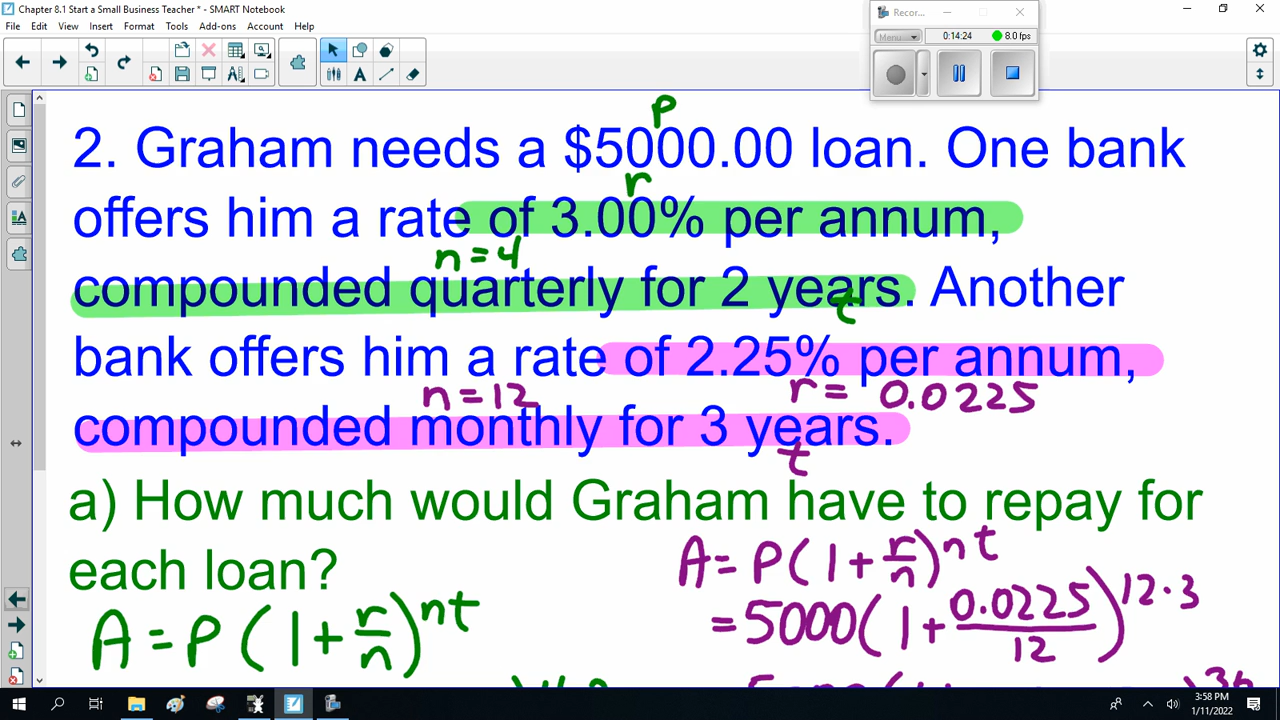 Chapter 8.1 Start a Small Business Teacher * - SMART Notebook
File Edit View Insert Format Tools Add-ons Account Help
Recor...
Menu 0:14:24 8.0 fps
P
2. Graham needs a $5000.00 loan. One bank
r
offers him a rate of 3.00% per annum,
n = 4
compounded quarterly for 2 years. Another
t
bank offers him a rate of 2.25% per annum,
n = 12 r = 0.0225
compounded monthly for 3 years.
t
a) How much would Graham have to repay for
each loan?
A = P(1 + r/n)^nt
= 5000(1 + 0.0225/12)^12·3
A = P(1 + r/n)^nt
3:58 PM
1/11/2022